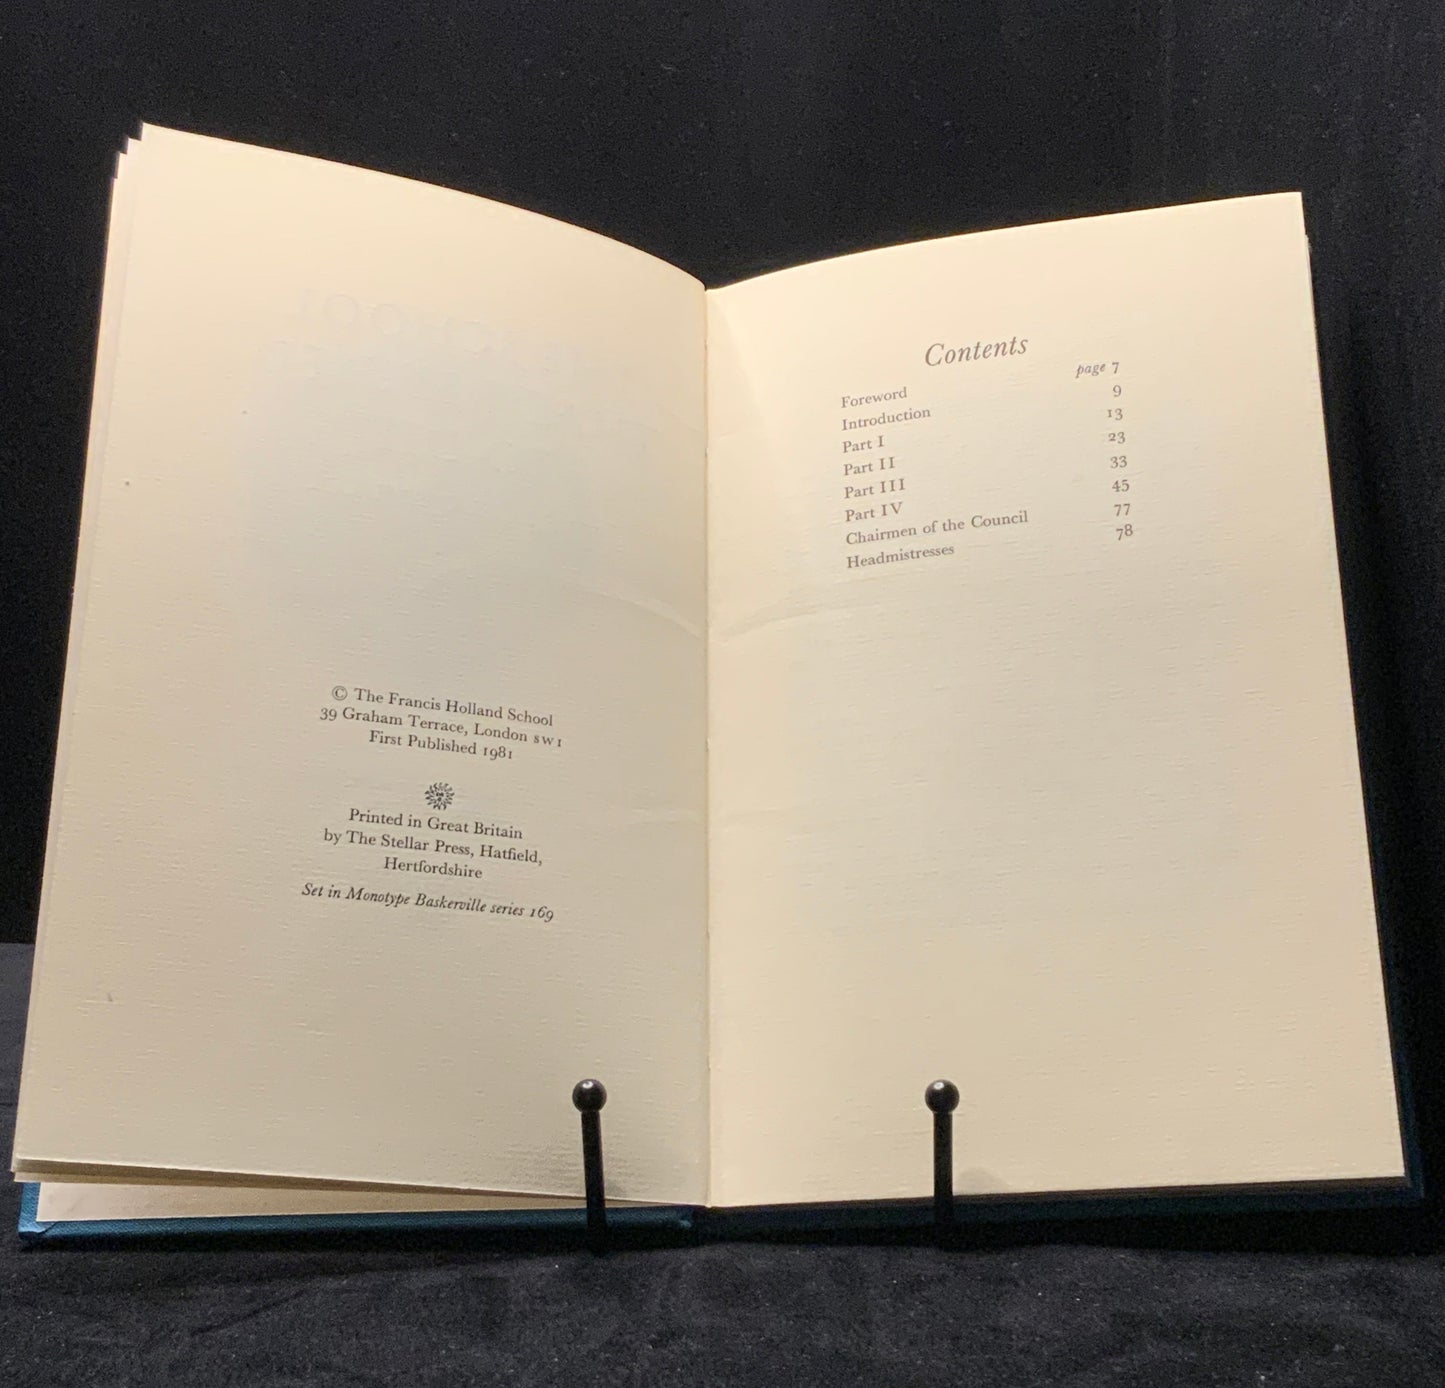 © The Francis Holland School
39 Graham Terrace, London SW1
First Published 1981
Printed in Great Britain
by The Stellar Press, Hatfield,
Hertfordshire
Set in Monotype Baskerville series 169
Contents
Foreword page 7
Introduction 9
Part I 13
Part II 23
Part III 33
Part IV 45
Chairmen of the Council 77
Headmistresses 78